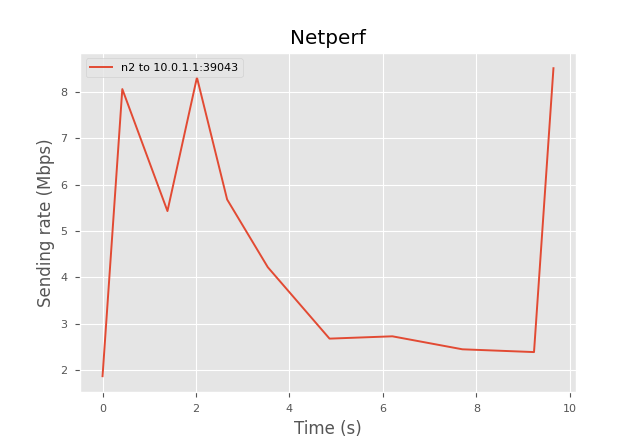 Netperf
n2 to 10.0.1.1:39043
Sending rate (Mbps)
8
7
6
5
4
3
2
0 2 4 6 8 10
Time (s)